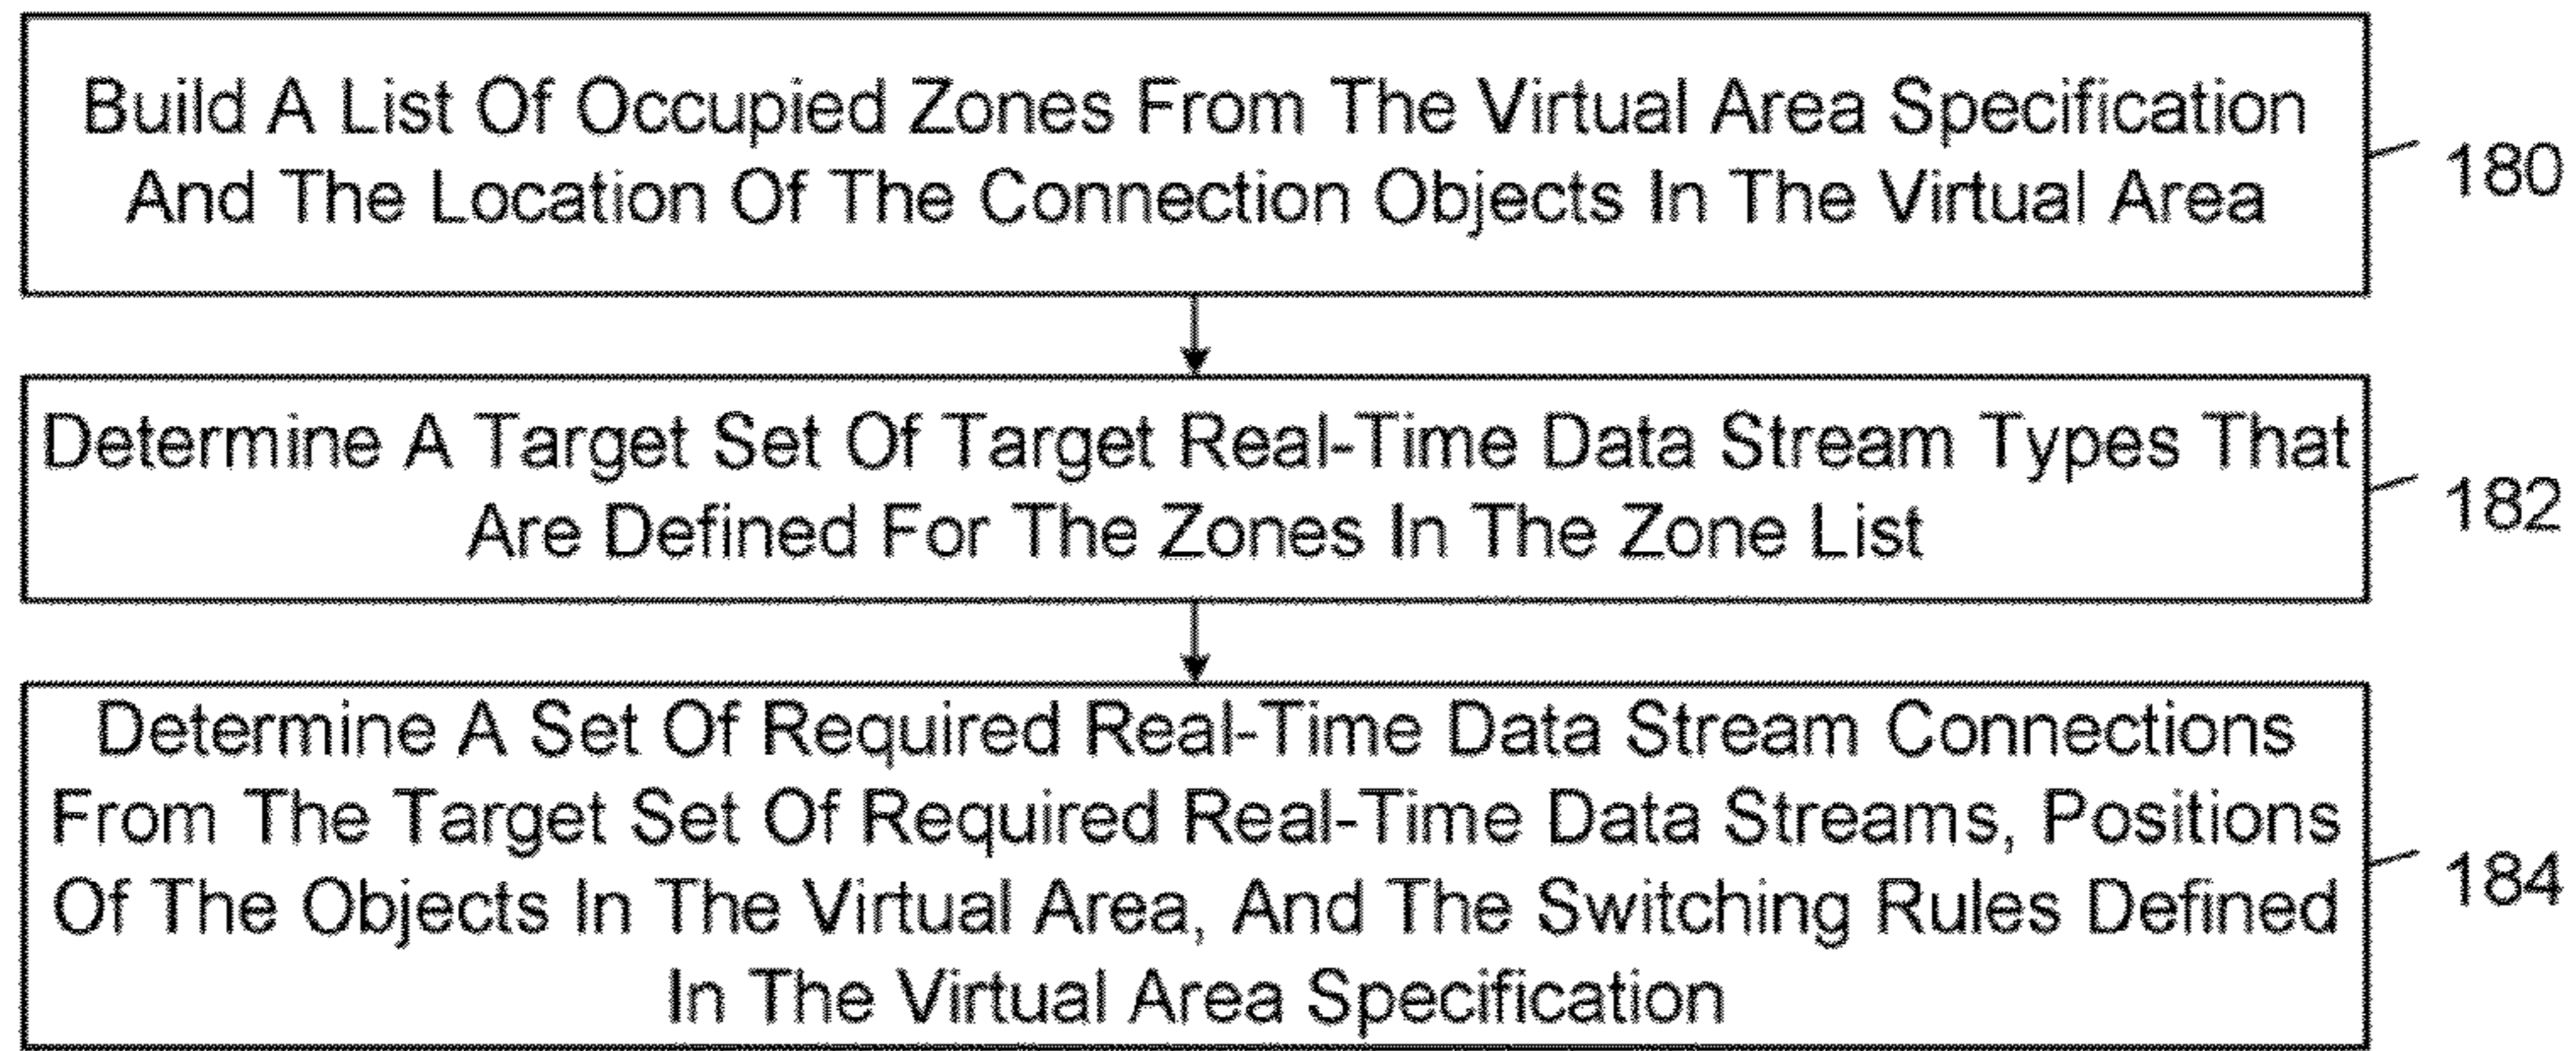 Build A List Of Occupied Zones From The Virtual Area Specification
And The Location Of The Connection Objects In The Virtual Area
180
Determine A Target Set Of Target Real-Time Data Stream Types That
Are Defined For The Zones In The Zone List
182
Determine A Set Of Required Real-Time Data Stream Connections
From The Target Set Of Required Real-Time Data Streams, Positions
Of The Objects In The Virtual Area, And The Switching Rules Defined
In The Virtual Area Specification
184